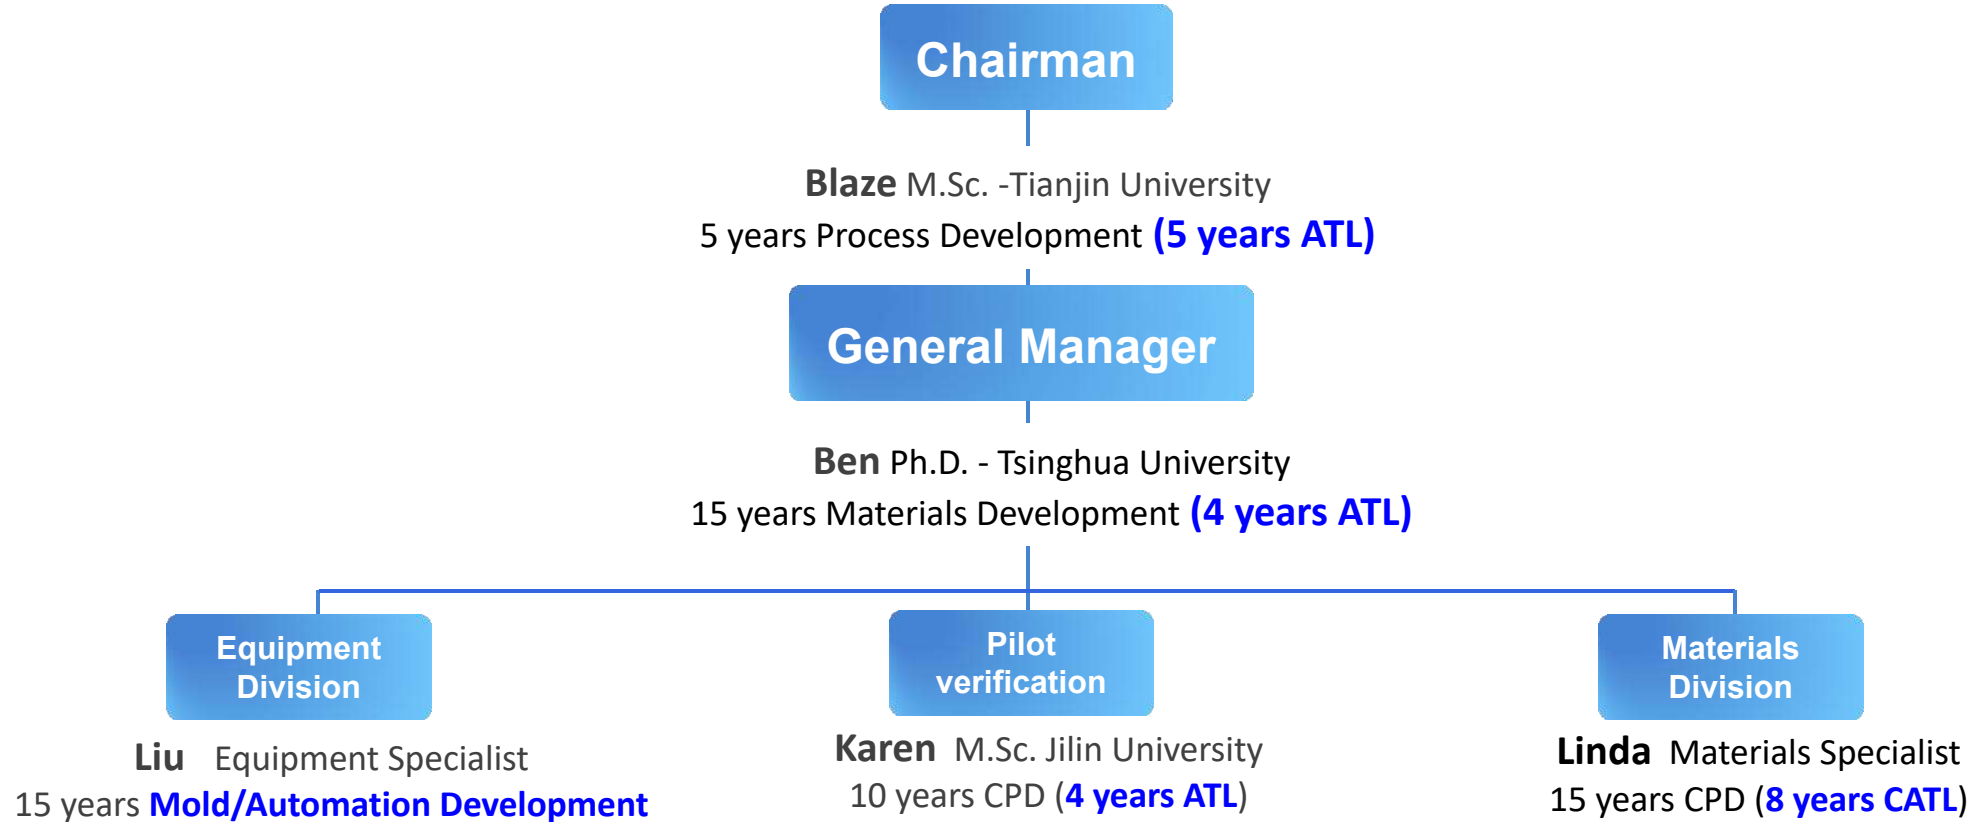 Chairman
Blaze M.Sc. -Tianjin University
5 years Process Development (5 years ATL)
General Manager
Ben Ph.D. - Tsinghua University
15 years Materials Development (4 years ATL)
Equipment
Division
Liu Equipment Specialist
15 years Mold/Automation Development
Pilot
verification
Karen M.Sc. Jilin University
10 years CPD (4 years ATL)
Materials
Division
Linda Materials Specialist
15 years CPD (8 years CATL)